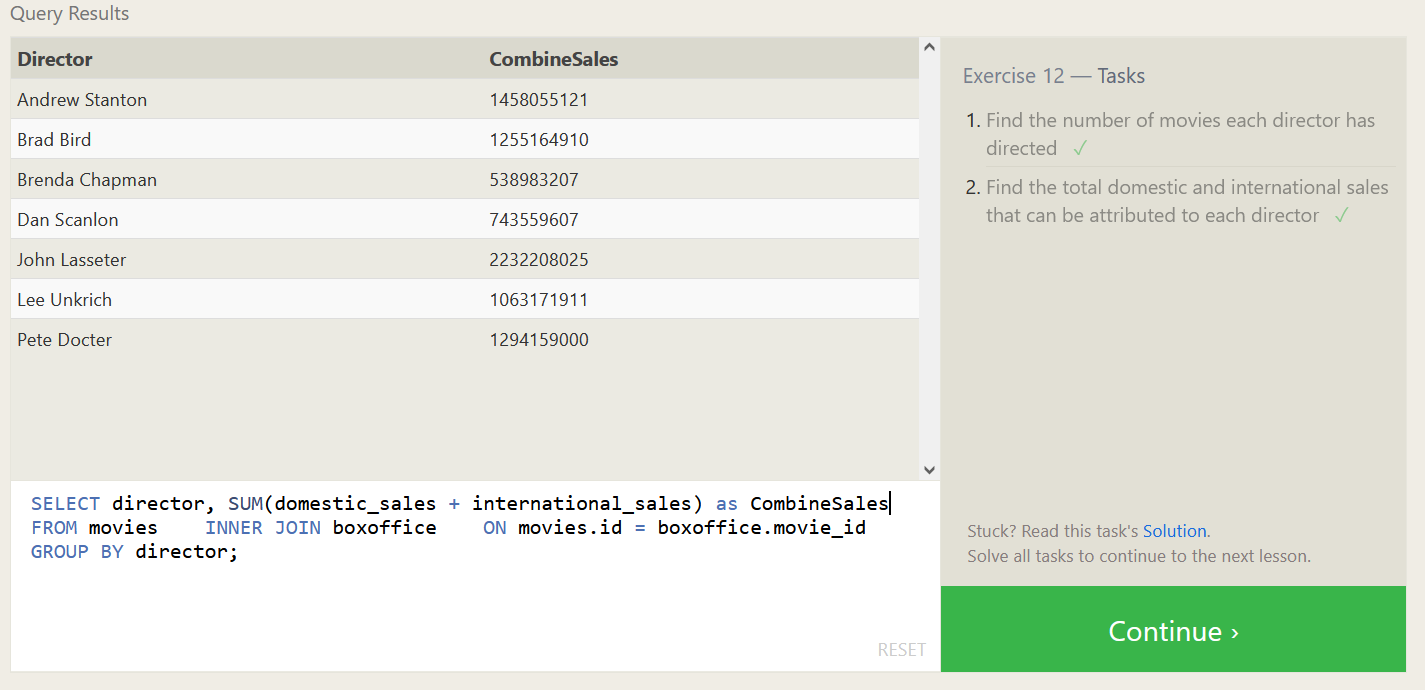 Query Results
Director CombineSales
Andrew Stanton 1458055121
Brad Bird 1255164910
Brenda Chapman 538983207
Dan Scanlon 743559607
John Lasseter 2232208025
Lee Unkrich 1063171911
Pete Docter 1294159000
SELECT director, SUM(domestic_sales + international_sales) as CombineSales
FROM movies    INNER JOIN boxoffice    ON movies.id = boxoffice.movie_id
GROUP BY director;
RESET
Exercise 12 — Tasks
1. Find the number of movies each director has
directed ✓
2. Find the total domestic and international sales
that can be attributed to each director ✓
Stuck? Read this task's Solution.
Solve all tasks to continue to the next lesson.
Continue ›